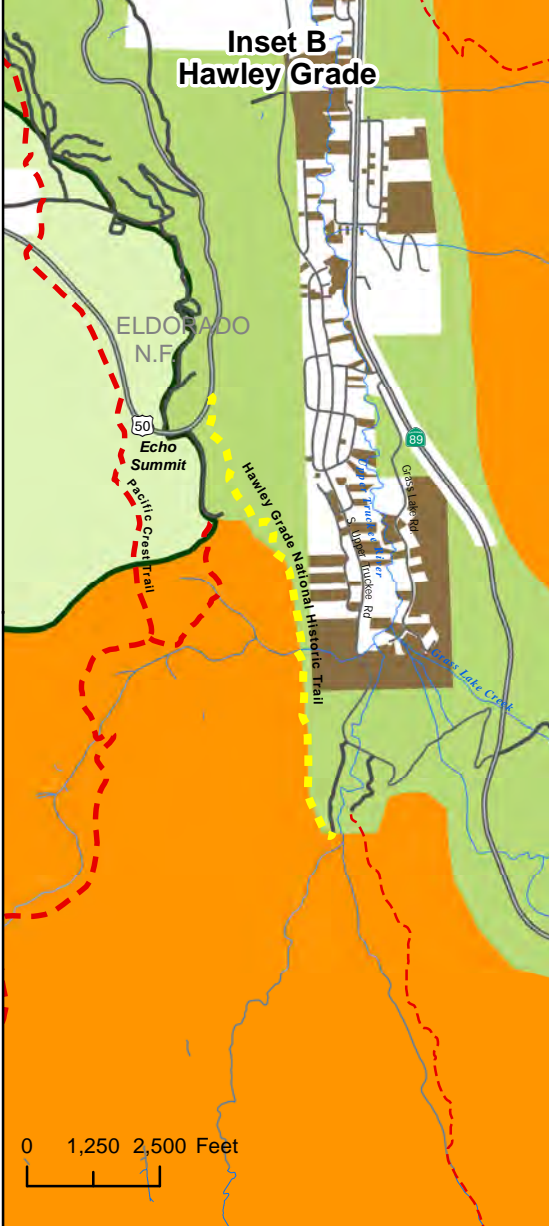 Inset B
Hawley Grade
ELDORADO
N.F.
50
Echo
Summit
89
Pacific Crest Trail
Hawley Grade National Historic Trail
Upper Truckee River
Grass Lake Rd.
S. Upper Truckee Rd
Grass Lake Creek
0 1,250 2,500 Feet